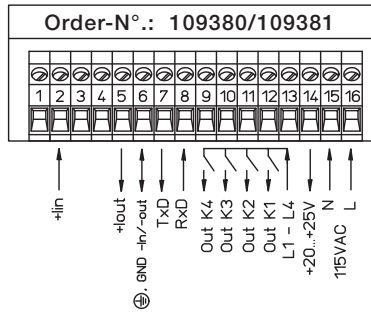 Order-N°.: 109380/109381
1 2 3 4 5 6 7 8 9 10 11 12 13 14 15 16
+Iin
+Iout
⏚, GND -In/-out
TxD
RxD
Out K4
Out K3
Out K2
Out K1
L1 - L4
+20...+25V
N
115VAC
L